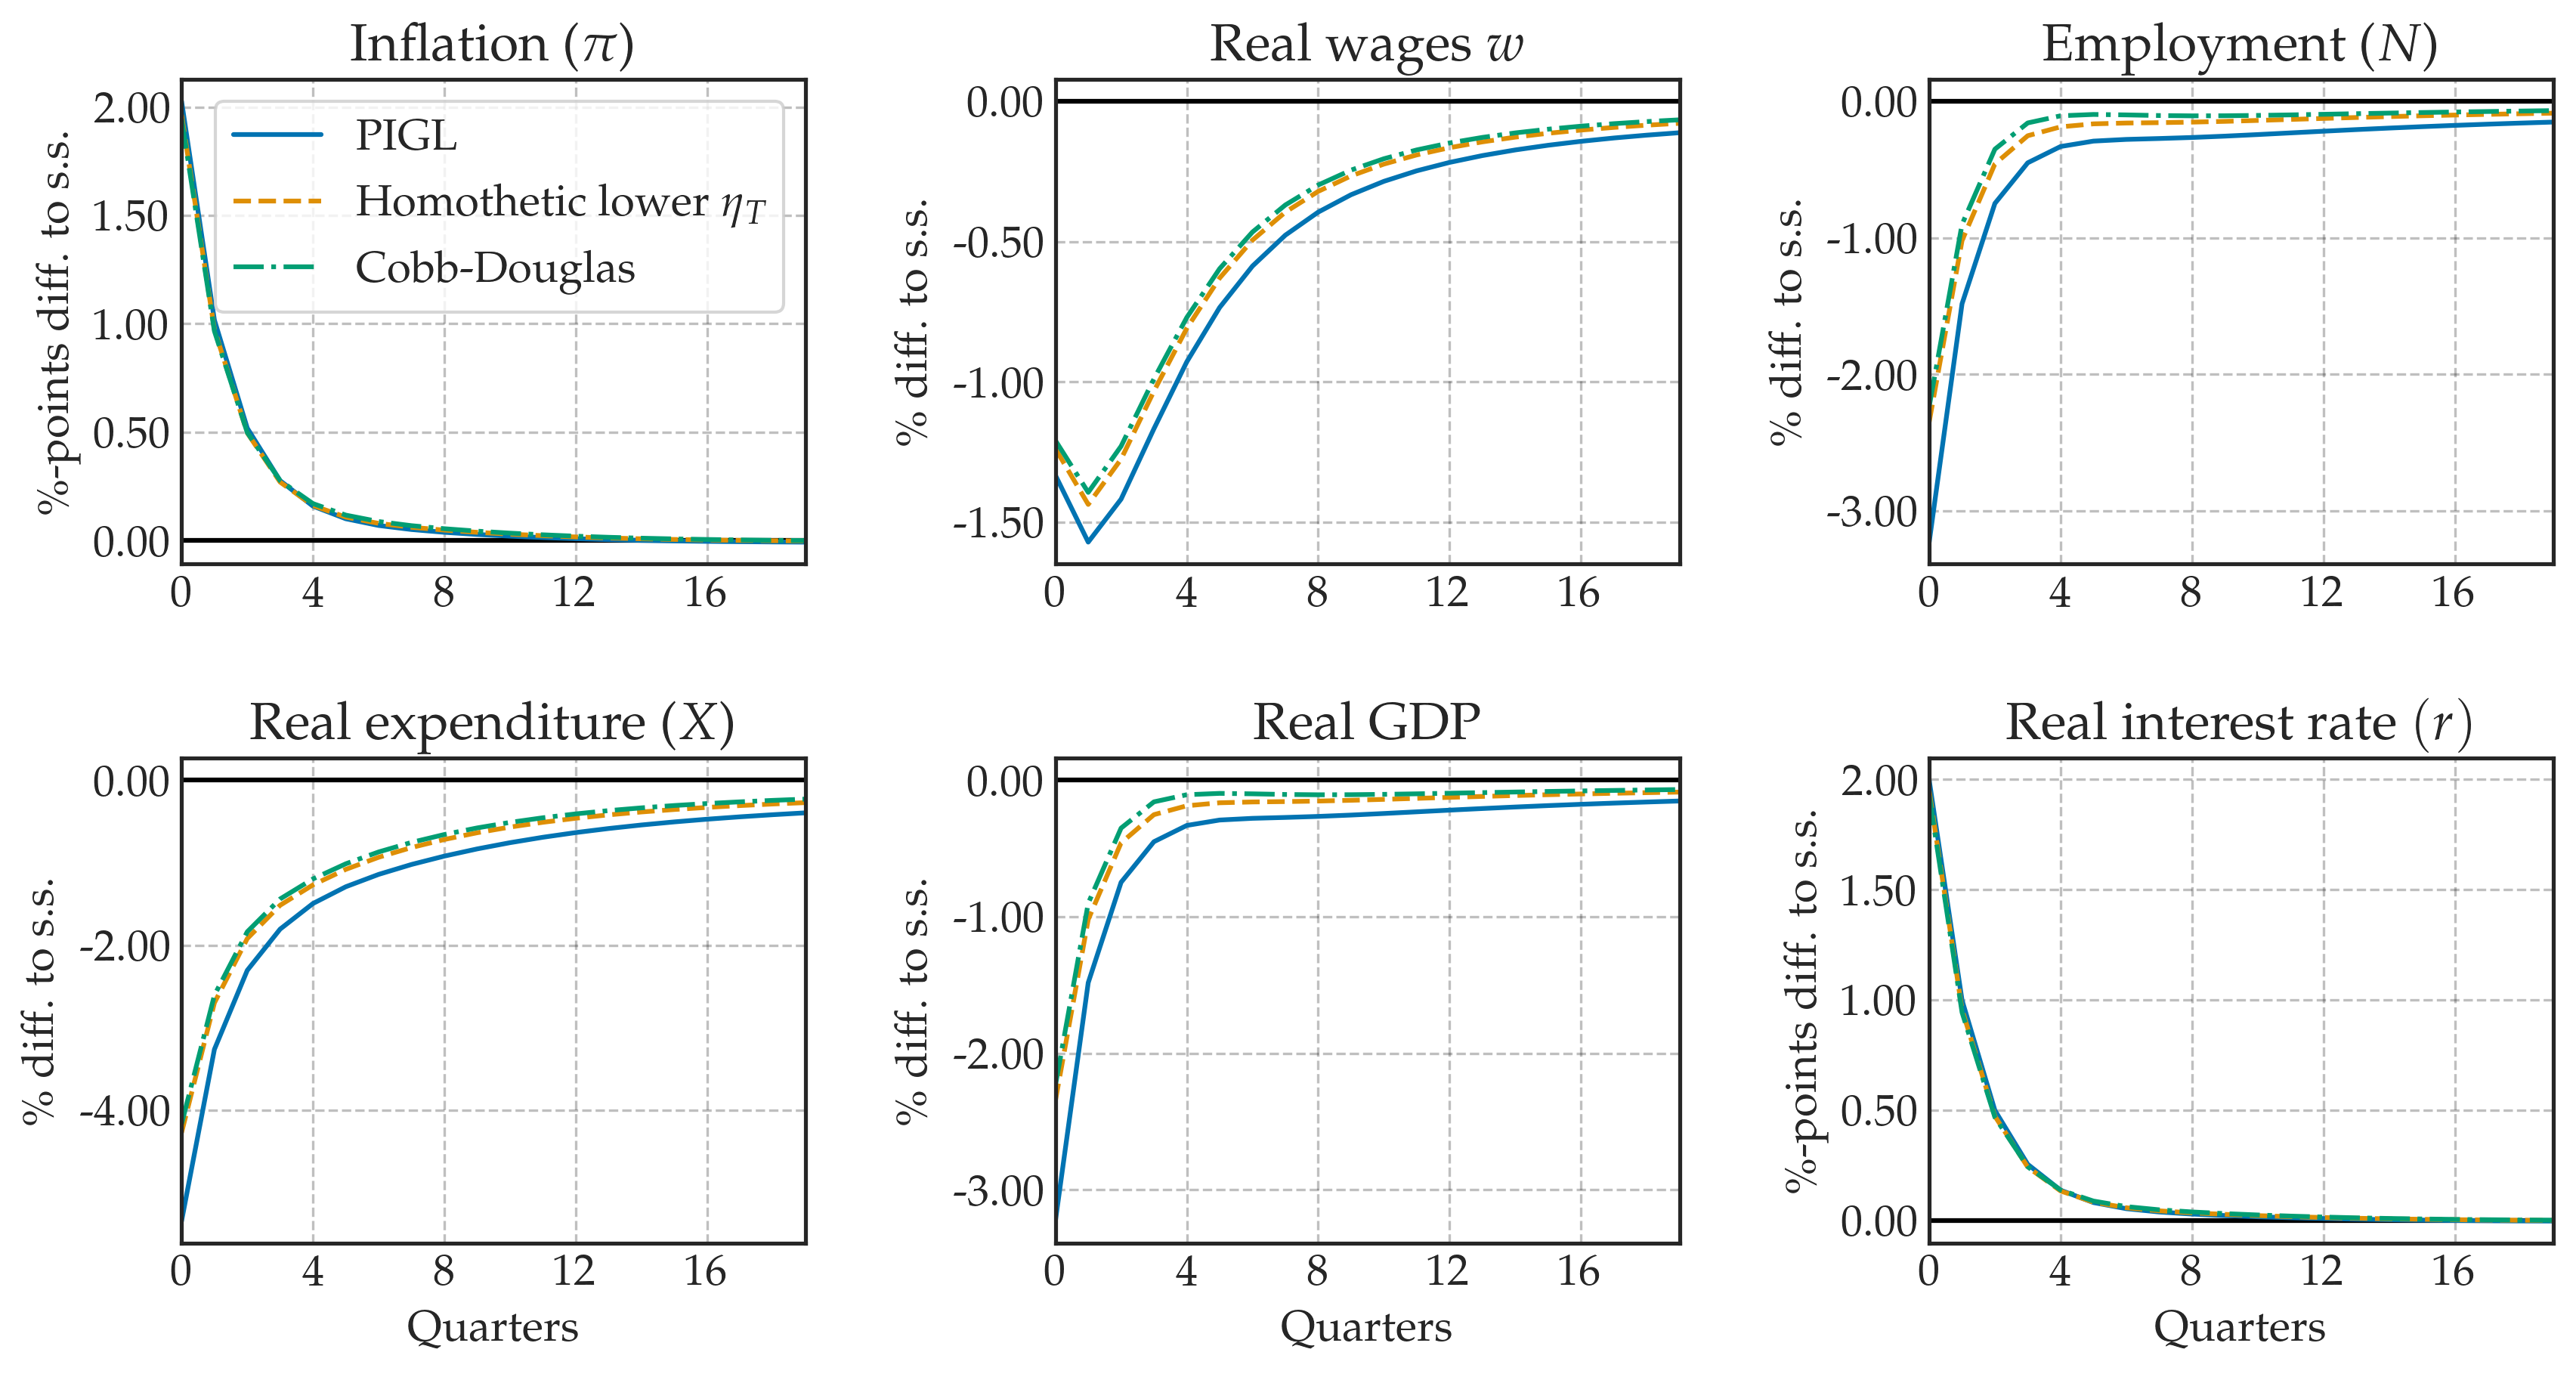 Inflation (π)
%-points diff. to s.s.
2.00
1.50
1.00
0.50
0.00
0 4 8 12 16
PIGL
Homothetic lower η_T
Cobb-Douglas
Real wages w
% diff. to s.s.
0.00
-0.50
-1.00
-1.50
0 4 8 12 16
Employment (N)
% diff. to s.s.
0.00
-1.00
-2.00
-3.00
0 4 8 12 16
Real expenditure (X)
% diff. to s.s.
0.00
-2.00
-4.00
0 4 8 12 16
Quarters
Real GDP
% diff. to s.s.
0.00
-1.00
-2.00
-3.00
0 4 8 12 16
Quarters
Real interest rate (r)
%-points diff. to s.s.
2.00
1.50
1.00
0.50
0.00
0 4 8 12 16
Quarters